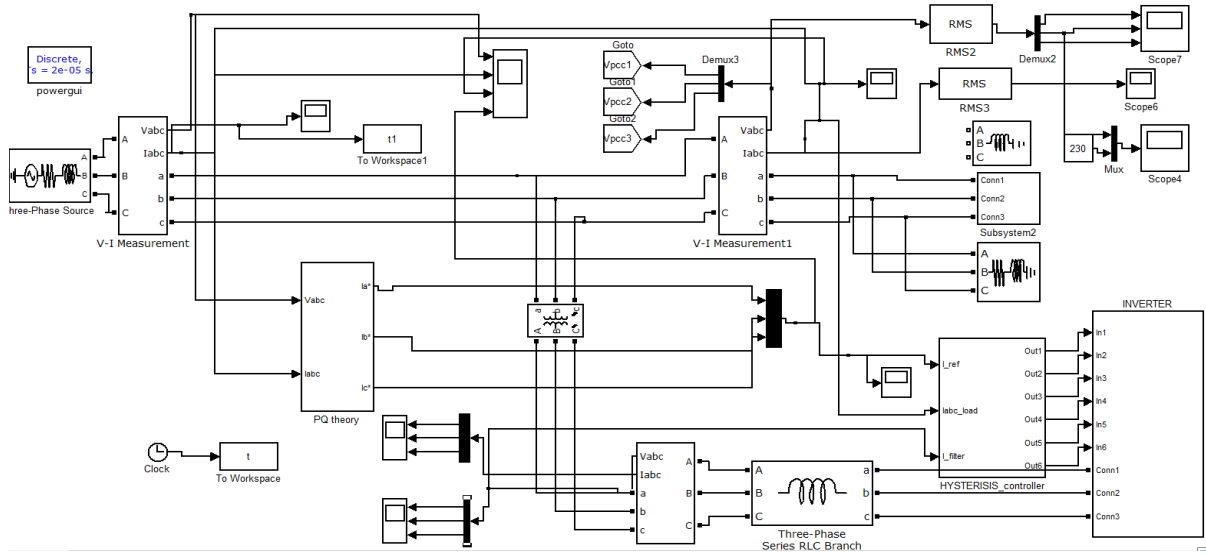 Discrete,
s = 2e-05 s.
powergui
A
B
C
hree-Phase Source
A
B
C
Vabc
Iabc
a
b
c
V-I Measurement
t1
To Workspace1
Goto
Vpcc1
Goto1
Vpcc2
Goto2
Vpcc3
Demux3
A
B
C
Vabc
Iabc
a
b
c
V-I Measurement1
RMS
RMS2
Demux2
Scope7
RMS
RMS3
Scope6
A
B
C
230
Mux
Scope4
Conn1
Conn2
Conn3
Subsystem2
A
B
C
Vabc
Iabc
Ia*
Ib*
Ic*
PQ theory
a
b
c
A
B
C
I_ref
Iabc_load
I_filter
Out1
Out2
Out3
Out4
Out5
Out6
HYSTERISIS_controller
INVERTER
In1
In2
In3
In4
In5
In6
Conn1
Conn2
Conn3
Clock
t
To Workspace
Vabc
Iabc
a
b
c
A
B
C
A
B
C
a
b
c
Three-Phase
Series RLC Branch